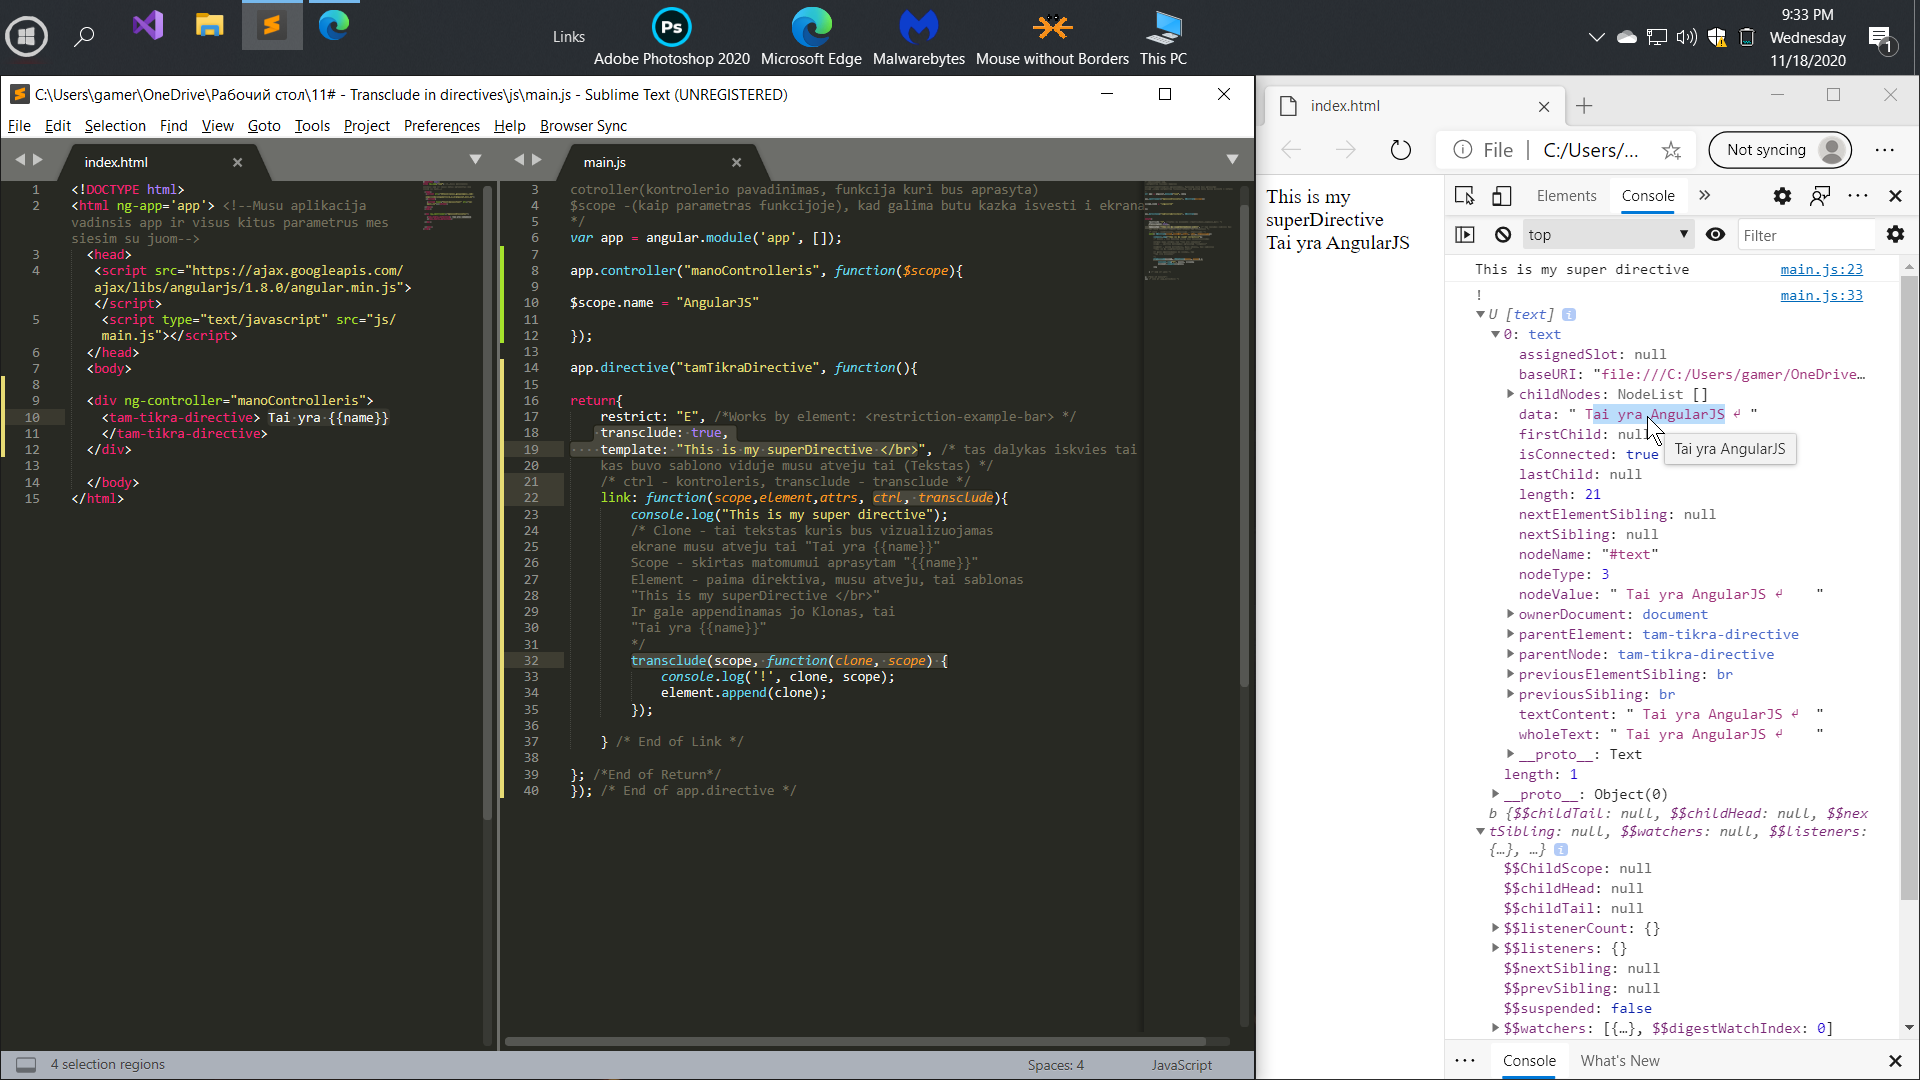 Links
Adobe Photoshop 2020
Microsoft Edge
Malwarebytes
Mouse without Borders
This PC
9:33 PM
Wednesday
11/18/2020
1
C:\Users\gamer\OneDrive\Рабочий стол\11# - Transclude in directives\js\main.js - Sublime Text (UNREGISTERED)
File Edit Selection Find View Goto Tools Project Preferences Help Browser Sync
index.html
1 <!DOCTYPE html>
2 <html ng-app='app'> <!--Musu aplikacija
vadinsis app ir visus kitus parametrus mes
siesim su juom-->
3 <head>
4 <script src="https://ajax.googleapis.com/
ajax/libs/angularjs/1.8.0/angular.min.js">
</script>
5 <script type="text/javascript" src="js/
main.js"></script>
6 </head>
7 <body>
8
9 <div ng-controller="manoControlleris">
10 <tam-tikra-directive> Tai yra {{name}}
11 </tam-tikra-directive>
12 </div>
13
14 </body>
15 </html>
main.js
3 cotroller(kontrolerio pavadinimas, funkcija kuri bus aprasyta)
4 $scope -(kaip parametras funkcijoje), kad galima butu kazka isvesti i ekrana
5 */
6 var app = angular.module('app', []);
7
8 app.controller("manoControlleris", function($scope){
9
10 $scope.name = "AngularJS"
11
12 });
13
14 app.directive("tamTikraDirective", function(){
15
16 return{
17 restrict: "E", /*Works by element: <restriction-example-bar> */
18 transclude: true,
19 template: "This is my superDirective </br>", /* tas dalykas iskvies tai
20 kas buvo sablono viduje musu atveju tai (Tekstas) */
21 /* ctrl - kontroleris, transclude - transclude */
22 link: function(scope,element,attrs, ctrl, transclude){
23 console.log("This is my super directive");
24 /* Clone - tai tekstas kuris bus vizualizuojamas
25 ekrane musu atveju tai "Tai yra {{name}}"
26 Scope - skirtas matomumui aprasytam "{{name}}"
27 Element - paima direktiva, musu atveju, tai sablonas
28 "This is my superDirective </br>"
29 Ir gale appendinamas jo Klonas, tai
30 "Tai yra {{name}}"
31 */
32 transclude(scope, function(clone, scope) {
33 console.log('!', clone, scope);
34 element.append(clone);
35 });
36
37 } /* End of Link */
38
39 }; /*End of Return*/
40 }); /* End of app.directive */
4 selection regions
Spaces: 4
JavaScript
index.html
File | C:/Users/...
Not syncing
This is my
superDirective
Tai yra AngularJS
Elements Console
top
Filter
This is my super directive main.js:23
! main.js:33
U [text]
0: text
assignedSlot: null
baseURI: "file:///C:/Users/gamer/OneDrive…
childNodes: NodeList []
data: " Tai yra AngularJS ↵ "
firstChild: null
Tai yra AngularJS
isConnected: true
lastChild: null
length: 21
nextElementSibling: null
nextSibling: null
nodeName: "#text"
nodeType: 3
nodeValue: " Tai yra AngularJS ↵ "
ownerDocument: document
parentElement: tam-tikra-directive
parentNode: tam-tikra-directive
previousElementSibling: br
previousSibling: br
textContent: " Tai yra AngularJS ↵ "
wholeText: " Tai yra AngularJS ↵ "
__proto__: Text
length: 1
__proto__: Object(0)
b {$$childTail: null, $$childHead: null, $$nex
tSibling: null, $$watchers: null, $$listeners:
{…}, …}
$$ChildScope: null
$$childHead: null
$$childTail: null
$$listenerCount: {}
$$listeners: {}
$$nextSibling: null
$$prevSibling: null
$$suspended: false
$$watchers: [{…}, $$digestWatchIndex: 0]
Console What's New